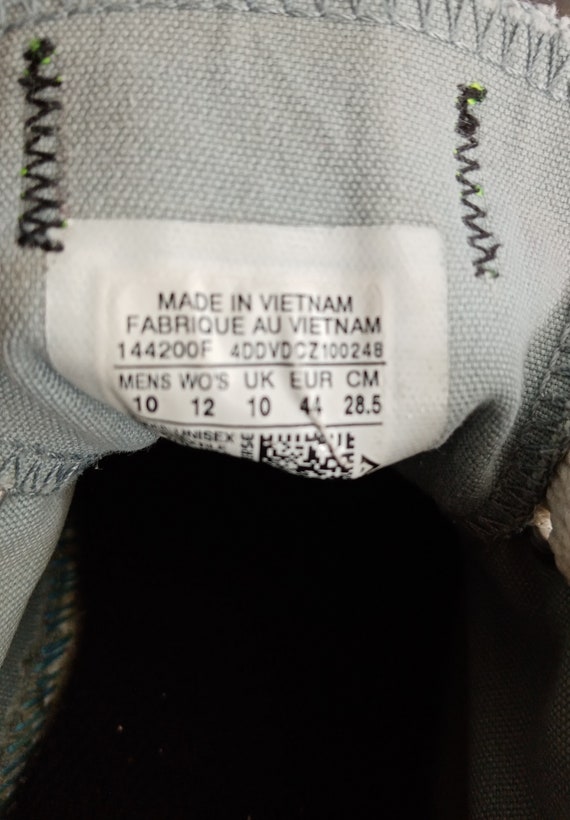 MADE IN VIETNAM
FABRIQUE AU VIETNAM
144200F 4DDVDCZ10024B
MENS WO'S UK EUR CM
10 12 10 44 28.5
UNISEX